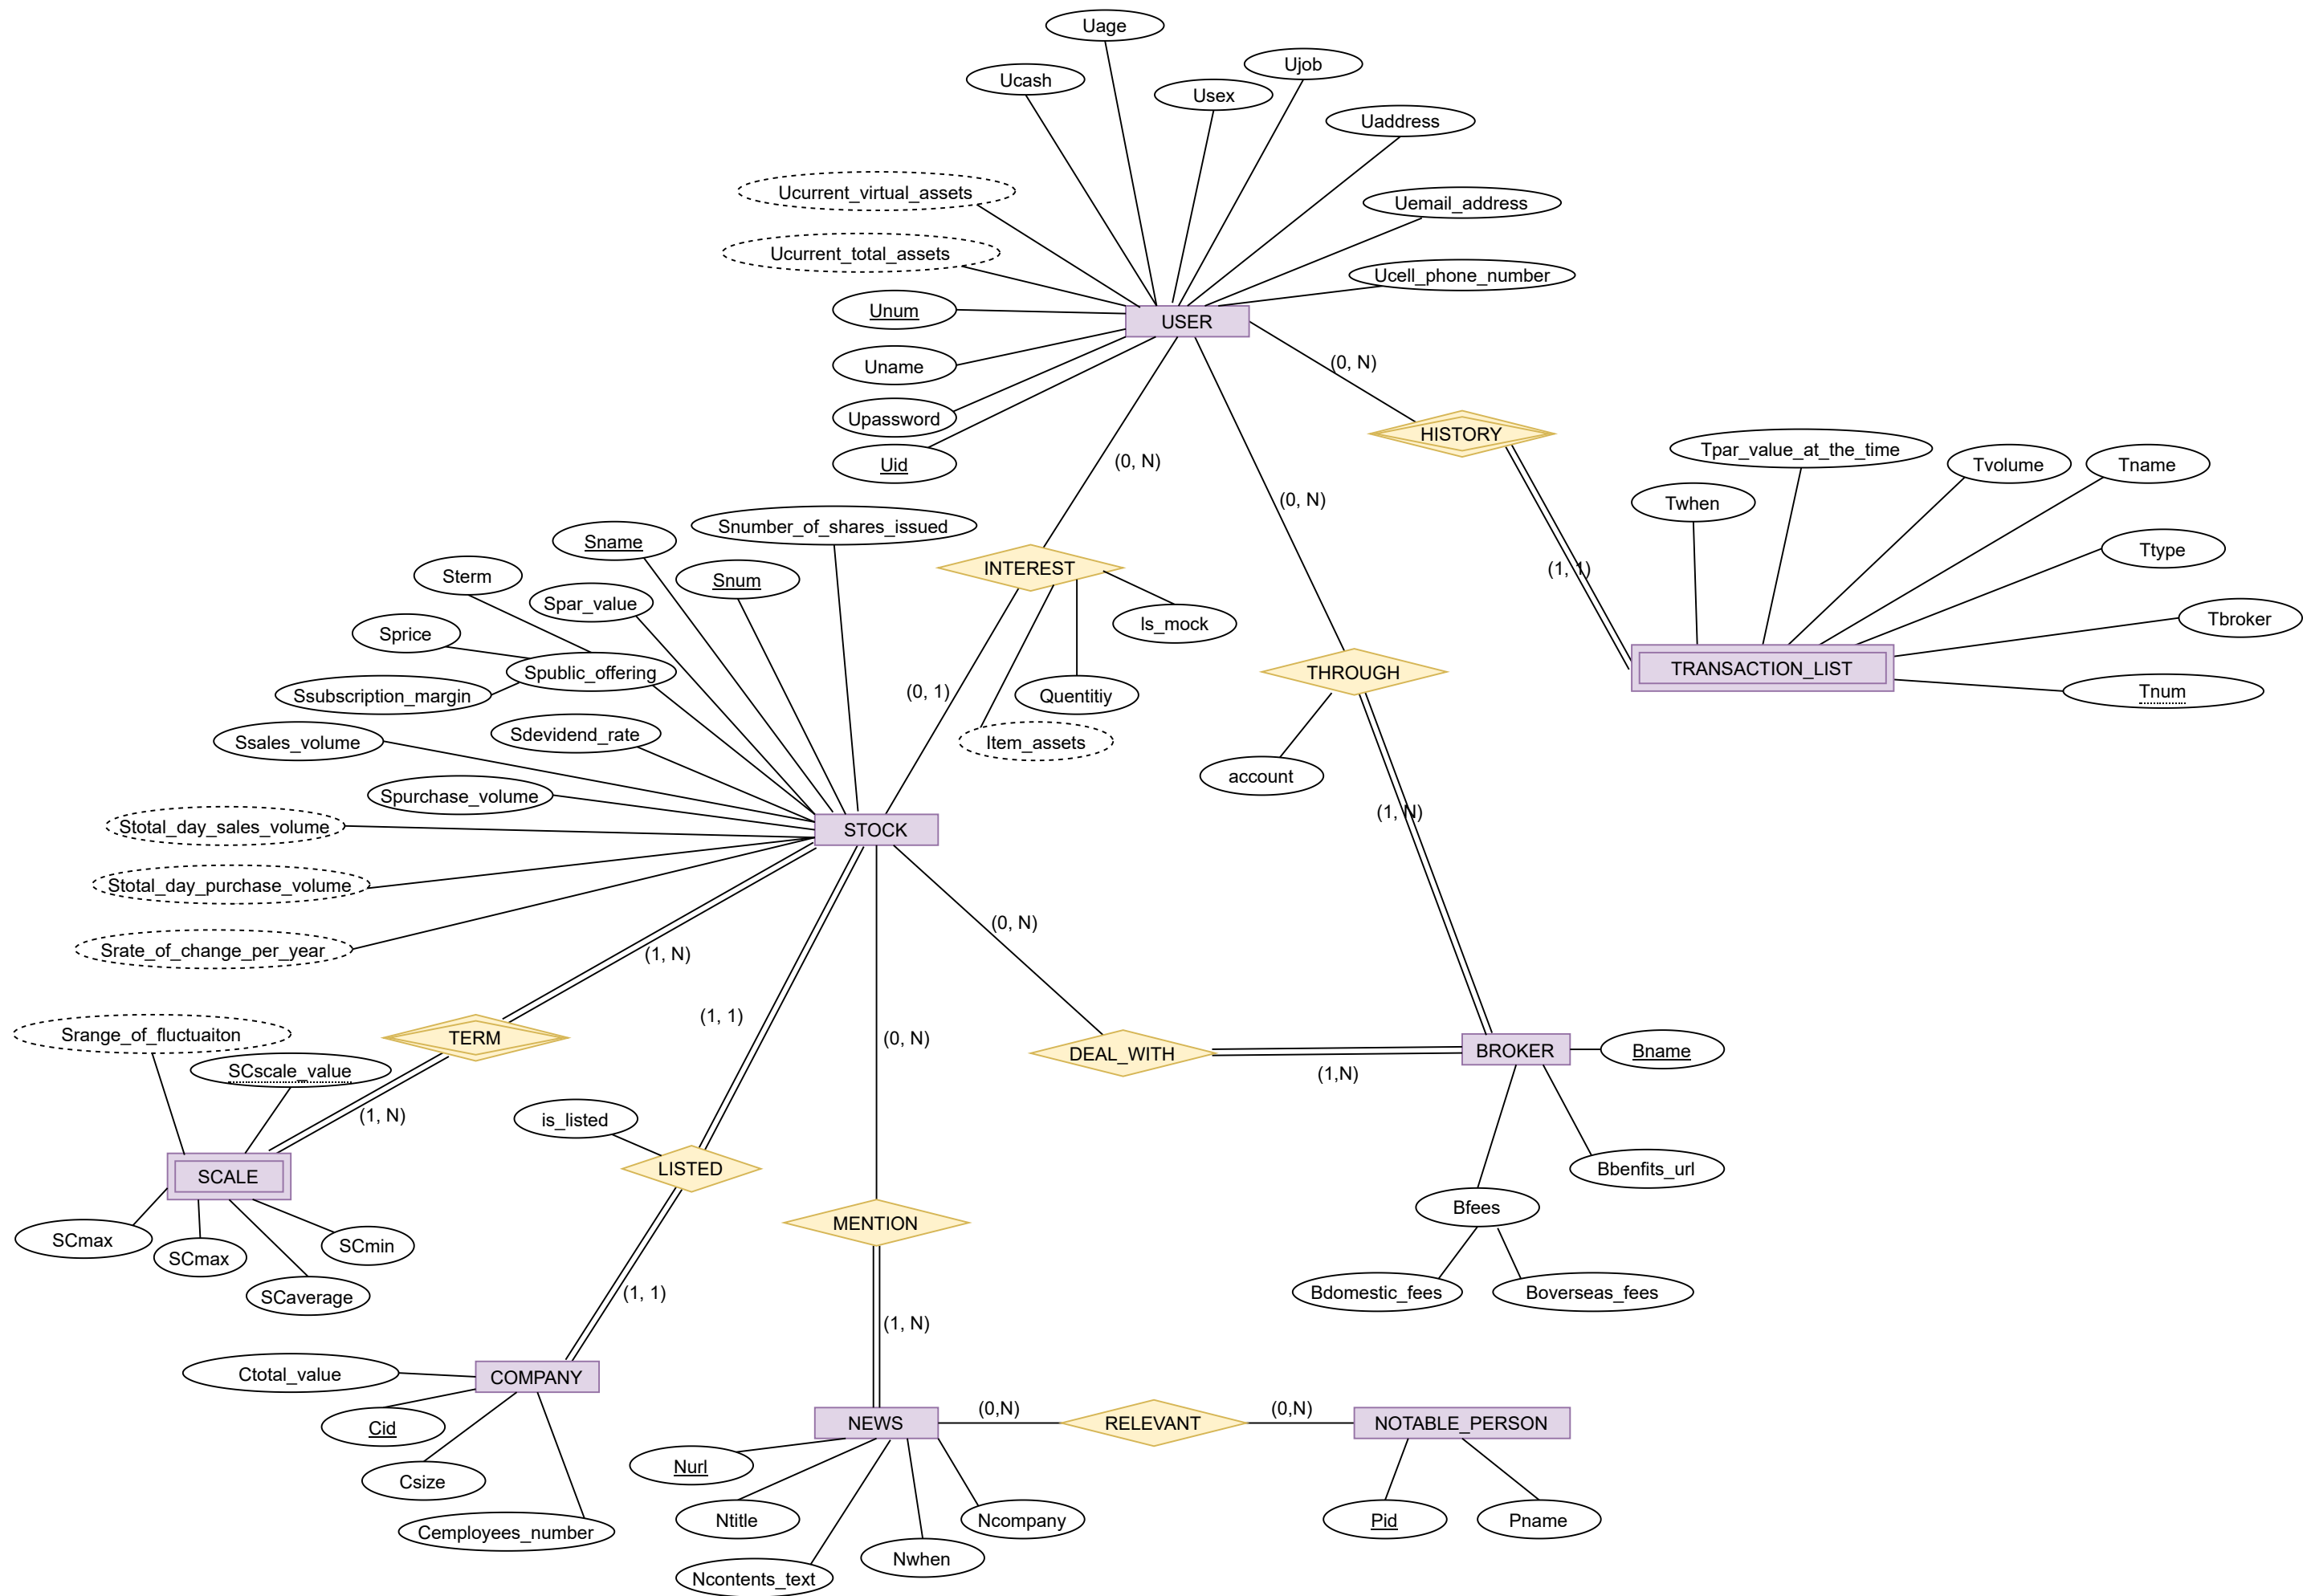 Uage
Ujob
Ucash
Usex
Uaddress
Ucurrent_virtual_assets
Uemail_address
Ucurrent_total_assets
Ucell_phone_number
Unum
USER
Uname
(0, N)
Upassword
HISTORY
Uid
(0, N)
Tpar_value_at_the_time
Tvolume
Tname
(0, N)
Twhen
Snumber_of_shares_issued
Sname
Ttype
INTEREST
(1, 1)
Sterm
Snum
Spar_value
Is_mock
Tbroker
Sprice
Spublic_offering
THROUGH
TRANSACTION_LIST
Ssubscription_margin
(0, 1)
Quentitiy
Tnum
Sdevidend_rate
Ssales_volume
Item_assets
account
Spurchase_volume
(1, N)
Stotal_day_sales_volume
STOCK
Stotal_day_purchase_volume
(0, N)
Srate_of_change_per_year
(1, N)
(1, 1)
Srange_of_fluctuaiton
TERM
(0, N)
DEAL_WITH
BROKER
Bname
SCscale_value
(1,N)
(1, N)
is_listed
LISTED
Bbenfits_url
SCALE
Bfees
MENTION
SCmax
SCmax
SCmin
SCaverage
(1, 1)
Bdomestic_fees
Boverseas_fees
(1, N)
Ctotal_value
COMPANY
(0,N)
(0,N)
Cid
NEWS
RELEVANT
NOTABLE_PERSON
Nurl
Csize
Ntitle
Ncompany
Pid
Pname
Cemployees_number
Nwhen
Ncontents_text